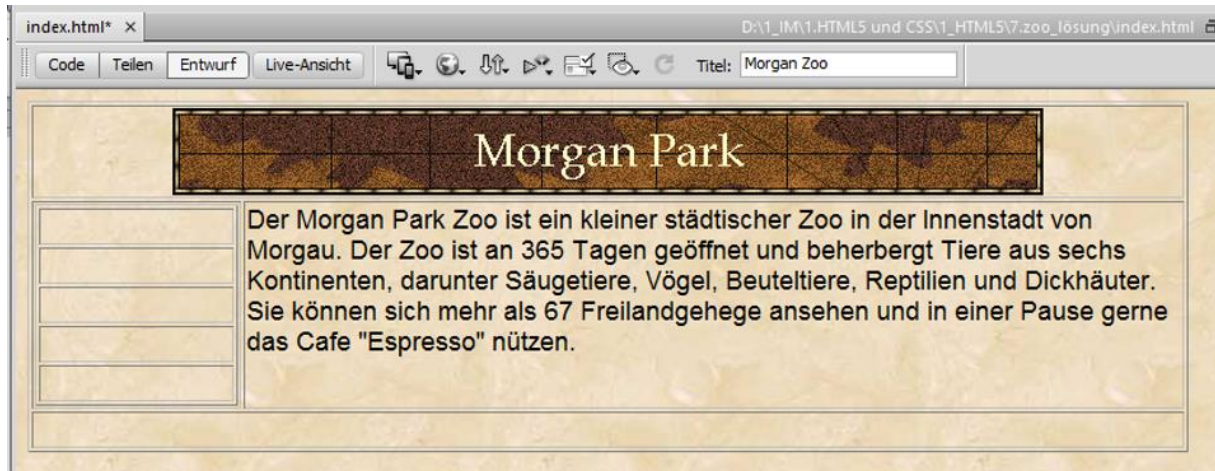 index.html* ×
D:\1_IM\1.HTML5 und CSS\1_HTML5\7.zoo_lösung\index.html
Code Teilen Entwurf Live-Ansicht Titel: Morgan Zoo
Morgan Park
Der Morgan Park Zoo ist ein kleiner städtischer Zoo in der Innenstadt von
Morgau. Der Zoo ist an 365 Tagen geöffnet und beherbergt Tiere aus sechs
Kontinenten, darunter Säugetiere, Vögel, Beuteltiere, Reptilien und Dickhäuter.
Sie können sich mehr als 67 Freilandgehege ansehen und in einer Pause gerne
das Cafe "Espresso" nützen.